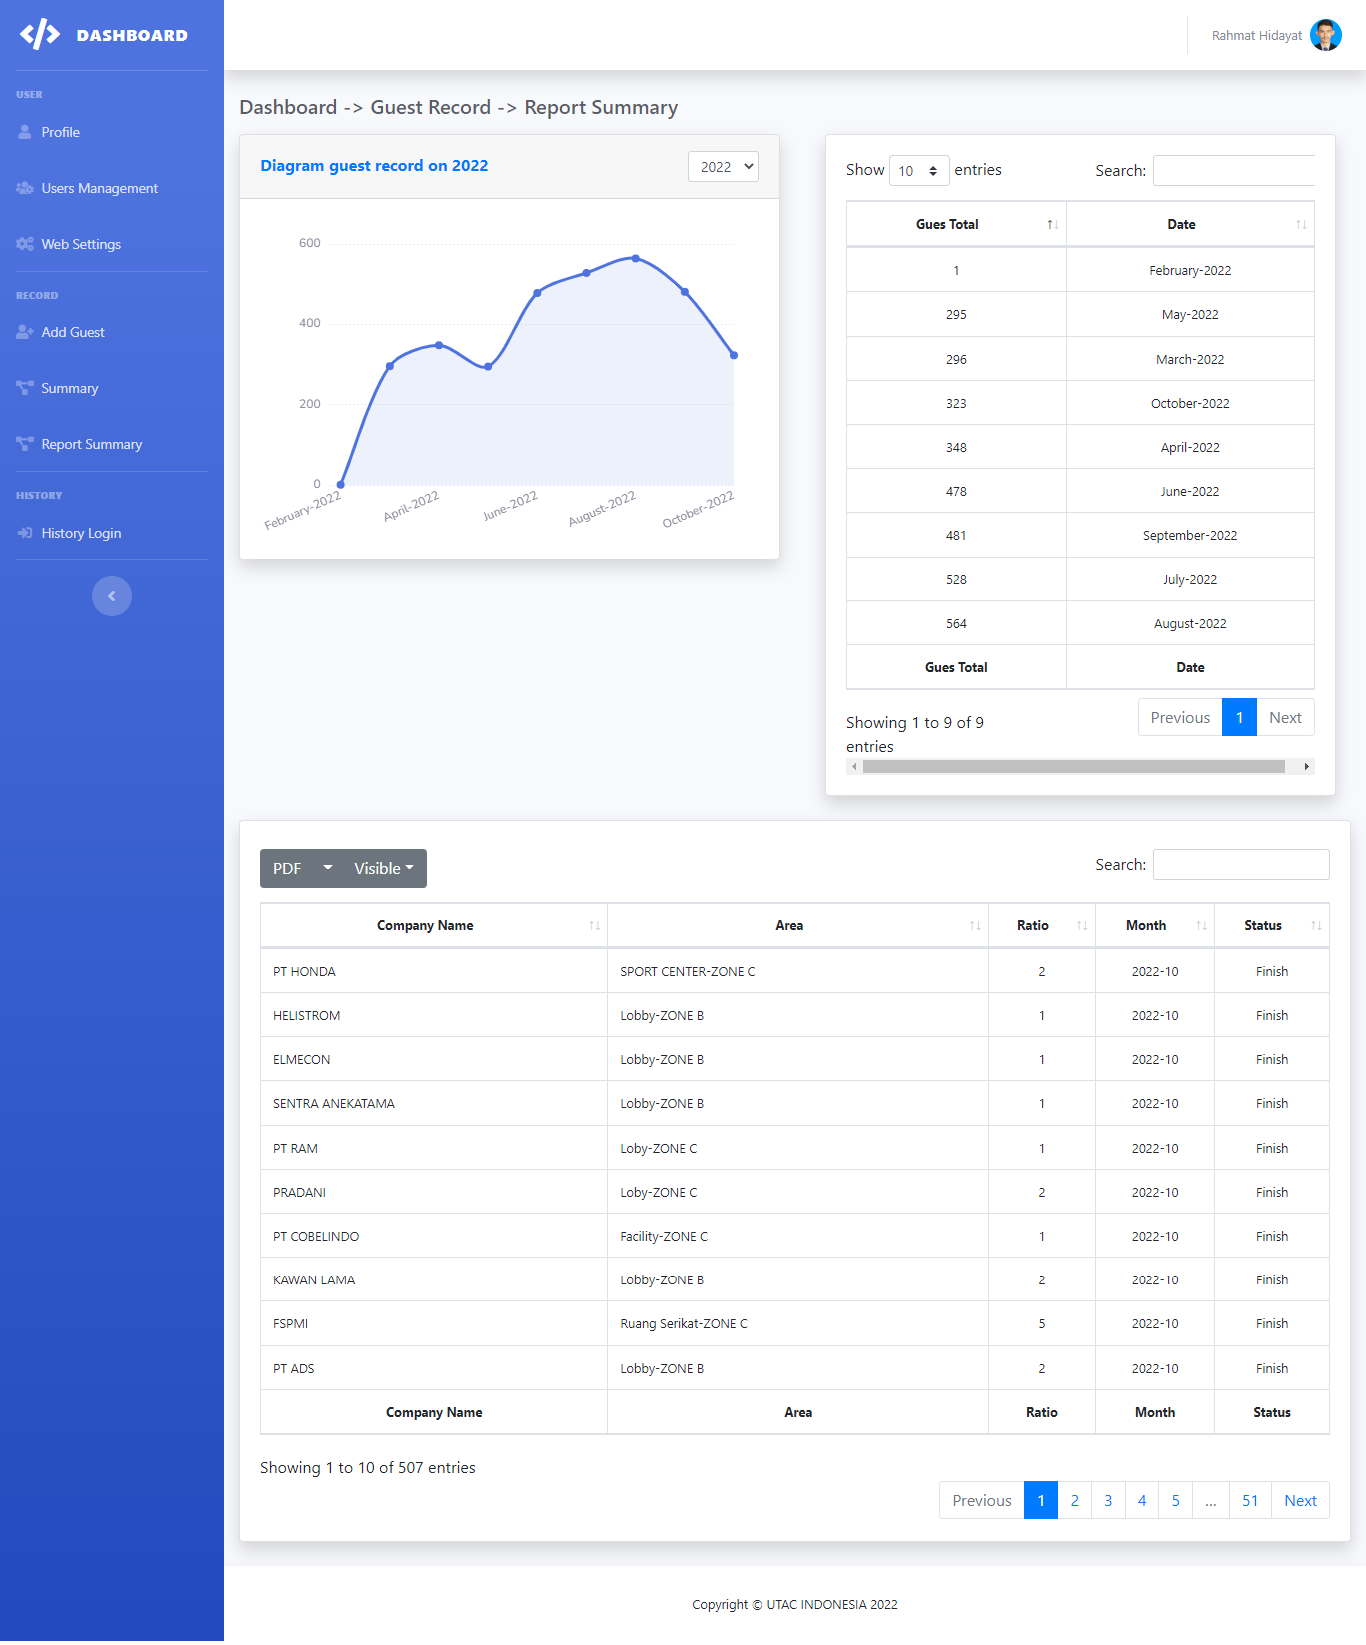 DASHBOARD
Rahmat Hidayat
USER
Profile
Users Management
Web Settings
RECORD
Add Guest
Summary
Report Summary
HISTORY
History Login
Dashboard -> Guest Record -> Report Summary
Diagram guest record on 2022
2022
600
400
200
0
February-2022
April-2022
June-2022
August-2022
October-2022
Show 10 entries
Search:
Gues Total Date
1 February-2022
295 May-2022
296 March-2022
323 October-2022
348 April-2022
478 June-2022
481 September-2022
528 July-2022
564 August-2022
Gues Total Date
Showing 1 to 9 of 9
entries
Previous 1 Next
PDF Visible
Search:
Company Name Area Ratio Month Status
PT HONDA SPORT CENTER-ZONE C 2 2022-10 Finish
HELISTROM Lobby-ZONE B 1 2022-10 Finish
ELMECON Lobby-ZONE B 1 2022-10 Finish
SENTRA ANEKATAMA Lobby-ZONE B 1 2022-10 Finish
PT RAM Loby-ZONE C 1 2022-10 Finish
PRADANI Loby-ZONE C 2 2022-10 Finish
PT COBELINDO Facility-ZONE C 1 2022-10 Finish
KAWAN LAMA Lobby-ZONE B 2 2022-10 Finish
FSPMI Ruang Serikat-ZONE C 5 2022-10 Finish
PT ADS Lobby-ZONE B 2 2022-10 Finish
Company Name Area Ratio Month Status
Showing 1 to 10 of 507 entries
Previous 1 2 3 4 5 ... 51 Next
Copyright © UTAC INDONESIA 2022